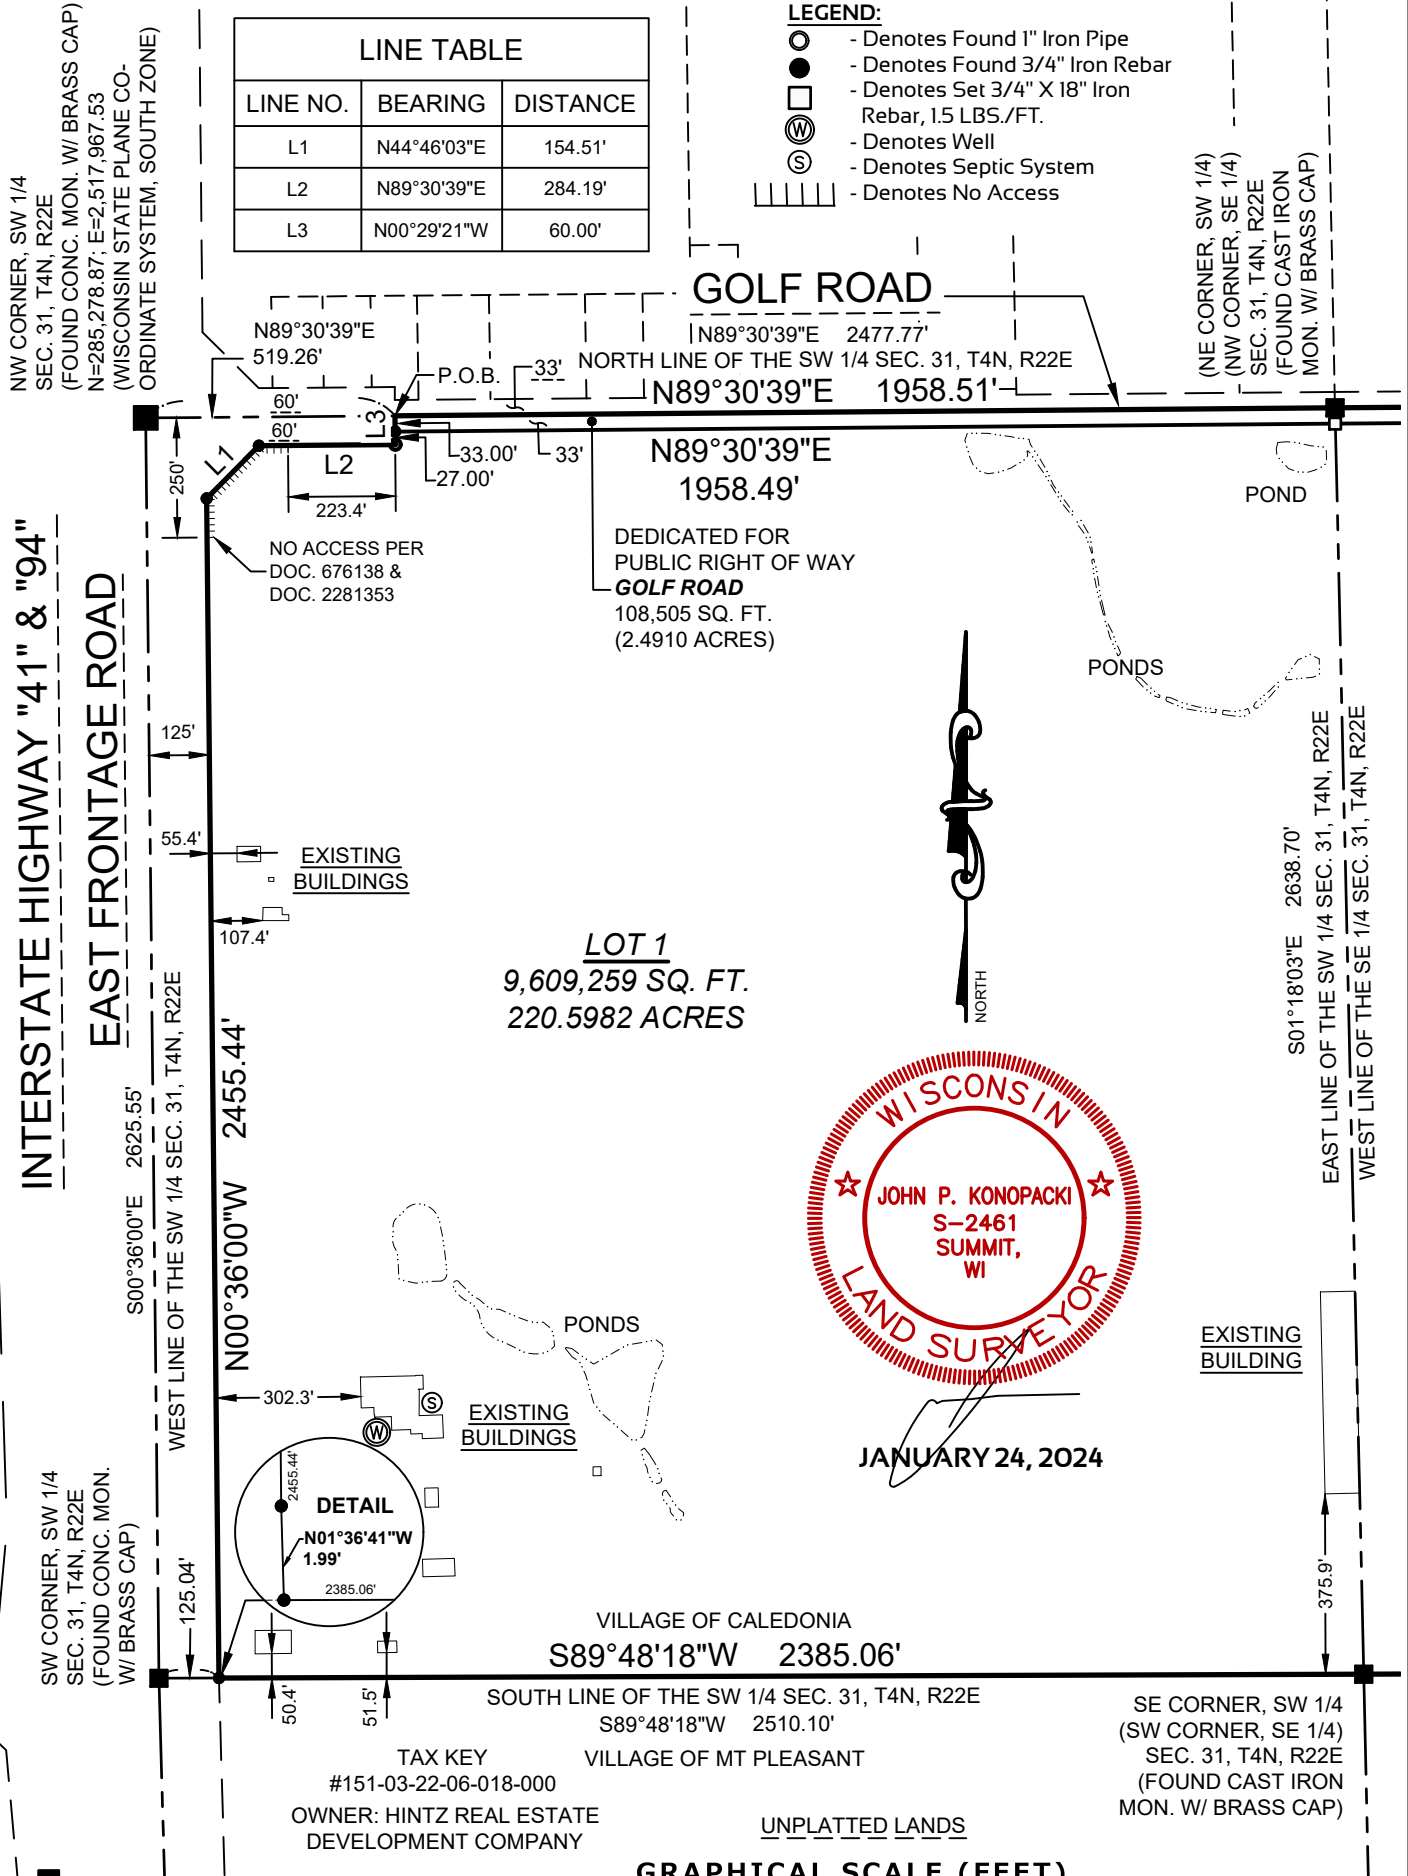 NW CORNER, SW 1/4
SEC. 31, T4N, R22E
(FOUND CONC. MON. W/ BRASS CAP)
N=285,278.87; E=2,517,967.53
(WISCONSIN STATE PLANE CO-
ORDINATE SYSTEM, SOUTH ZONE)
LINE TABLE
LINE NO. BEARING DISTANCE
L1 N44°46'03"E 154.51'
L2 N89°30'39"E 284.19'
L3 N00°29'21"W 60.00'
LEGEND:
- Denotes Found 1" Iron Pipe
- Denotes Found 3/4" Iron Rebar
- Denotes Set 3/4" X 18" Iron
Rebar, 1.5 LBS./FT.
W - Denotes Well
S - Denotes Septic System
- Denotes No Access
(NE CORNER, SW 1/4)
(NW CORNER, SE 1/4)
SEC. 31, T4N, R22E
(FOUND CAST IRON
MON. W/ BRASS CAP)
GOLF ROAD
N89°30'39"E 2477.77'
N89°30'39"E
519.26'
NORTH LINE OF THE SW 1/4 SEC. 31, T4N, R22E
P.O.B.
33'
N89°30'39"E 1958.51'
60'
60'
L3
L1
L2
250'
33.00'
33'
27.00'
223.4'
N89°30'39"E
1958.49'
POND
NO ACCESS PER
DOC. 676138 &
DOC. 2281353
DEDICATED FOR
PUBLIC RIGHT OF WAY
GOLF ROAD
108,505 SQ. FT.
(2.4910 ACRES)
PONDS
INTERSTATE HIGHWAY "41" & "94"
EAST FRONTAGE ROAD
125'
55.4'
EXISTING
BUILDINGS
107.4'
LOT 1
9,609,259 SQ. FT.
220.5982 ACRES
NORTH
S01°18'03"E 2638.70'
EAST LINE OF THE SW 1/4 SEC. 31, T4N, R22E
WEST LINE OF THE SE 1/4 SEC. 31, T4N, R22E
S00°36'00"E 2625.55'
WEST LINE OF THE SW 1/4 SEC. 31, T4N, R22E
N00°36'00"W 2455.44'
WISCONSIN
JOHN P. KONOPACKI
S-2461
SUMMIT,
WI
LAND SURVEYOR
JANUARY 24, 2024
PONDS
EXISTING
BUILDING
302.3'
S
W
EXISTING
BUILDINGS
2455.44'
DETAIL
N01°36'41"W
1.99'
2385.06'
SW CORNER, SW 1/4
SEC. 31, T4N, R22E
(FOUND CONC. MON.
W/ BRASS CAP)
125.04'
375.9'
VILLAGE OF CALEDONIA
S89°48'18"W 2385.06'
50.4'
51.5'
SOUTH LINE OF THE SW 1/4 SEC. 31, T4N, R22E
S89°48'18"W 2510.10'
VILLAGE OF MT PLEASANT
TAX KEY
#151-03-22-06-018-000
OWNER: HINTZ REAL ESTATE
DEVELOPMENT COMPANY
SE CORNER, SW 1/4
(SW CORNER, SE 1/4)
SEC. 31, T4N, R22E
(FOUND CAST IRON
MON. W/ BRASS CAP)
UNPLATTED LANDS
GRAPHICAL SCALE (FEET)